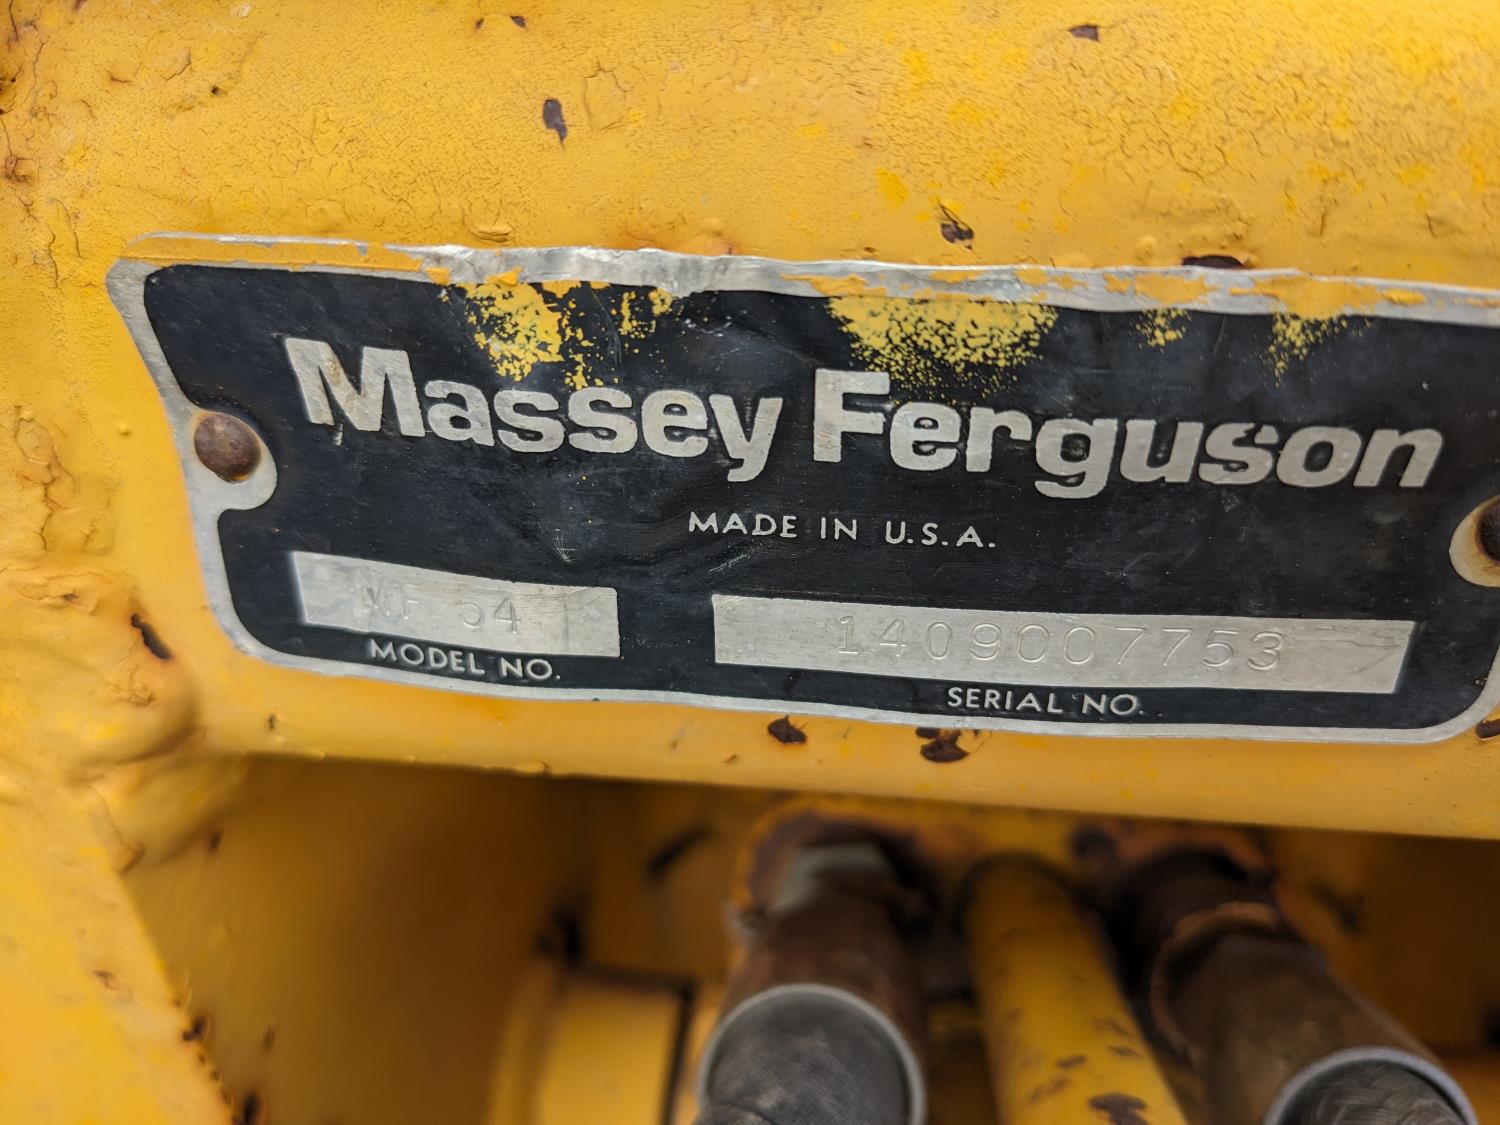 Massey Ferguson
MADE IN U.S.A.
MF 54
MODEL NO.
1409007753
SERIAL NO.